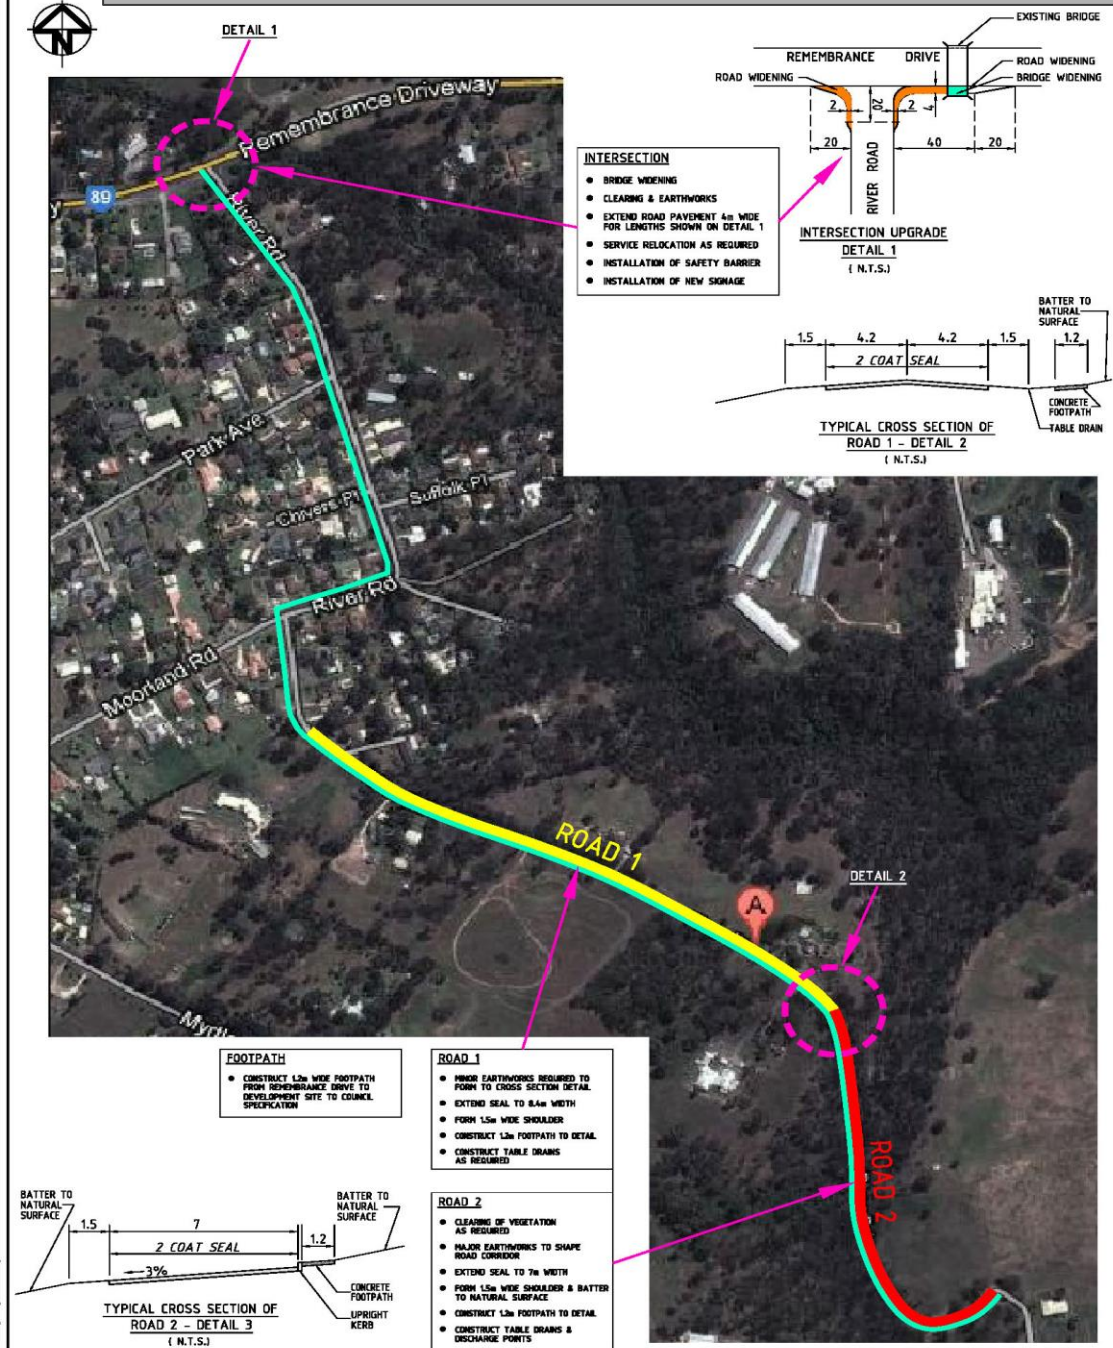 N
DETAIL 1
EXISTING BRIDGE
REMEMBRANCE DRIVE
ROAD WIDENING
ROAD WIDENING
BRIDGE WIDENING
2
20
2
4
20
40
20
RIVER ROAD
INTERSECTION UPGRADE
DETAIL 1
( N.T.S.)
INTERSECTION
• BRIDGE WIDENING
• CLEARING & EARTHWORKS
• EXTEND ROAD PAVEMENT 4m WIDE
FOR LENGTHS SHOWN ON DETAIL 1
• SERVICE RELOCATION AS REQUIRED
• INSTALLATION OF SAFETY BARRIER
• INSTALLATION OF NEW SIGNAGE
BATTER TO
NATURAL
SURFACE
1.5 4.2 4.2 1.5 1.2
2 COAT SEAL
CONCRETE
FOOTPATH
TABLE DRAIN
TYPICAL CROSS SECTION OF
ROAD 1 - DETAIL 2
( N.T.S.)
Remembrance Driveway
89
y
River Rd
Park Ave
Chivers Pl
Suffolk Pl
River Rd
Moorland Rd
ROAD 1
A
DETAIL 2
Myrtle
ROAD 2
FOOTPATH
• CONSTRUCT 1.2m WIDE FOOTPATH
FROM REMEMBRANCE DRIVE TO
DEVELOPMENT SITE TO COUNCIL
SPECIFICATION
ROAD 1
• MINOR EARTHWORKS REQUIRED TO
FORM TO CROSS SECTION DETAIL
• EXTEND SEAL TO 8.4m WIDTH
• FORM 1.5m WIDE SHOULDER
• CONSTRUCT 1.2m FOOTPATH TO DETAIL
• CONSTRUCT TABLE DRAINS
AS REQUIRED
ROAD 2
• CLEARING OF VEGETATION
AS REQUIRED
• MAJOR EARTHWORKS TO SHAPE
ROAD CORRIDOR
• EXTEND SEAL TO 7m WIDTH
• FORM 1.5m WIDE SHOULDER & BATTER
TO NATURAL SURFACE
• CONSTRUCT 1.2m FOOTPATH TO DETAIL
• CONSTRUCT TABLE DRAINS &
DISCHARGE POINTS
BATTER TO
NATURAL
SURFACE
BATTER TO
NATURAL
SURFACE
1.5 7 1.2
2 COAT SEAL
3%
CONCRETE
FOOTPATH
UPRIGHT
KERB
TYPICAL CROSS SECTION OF
ROAD 2 - DETAIL 3
( N.T.S.)